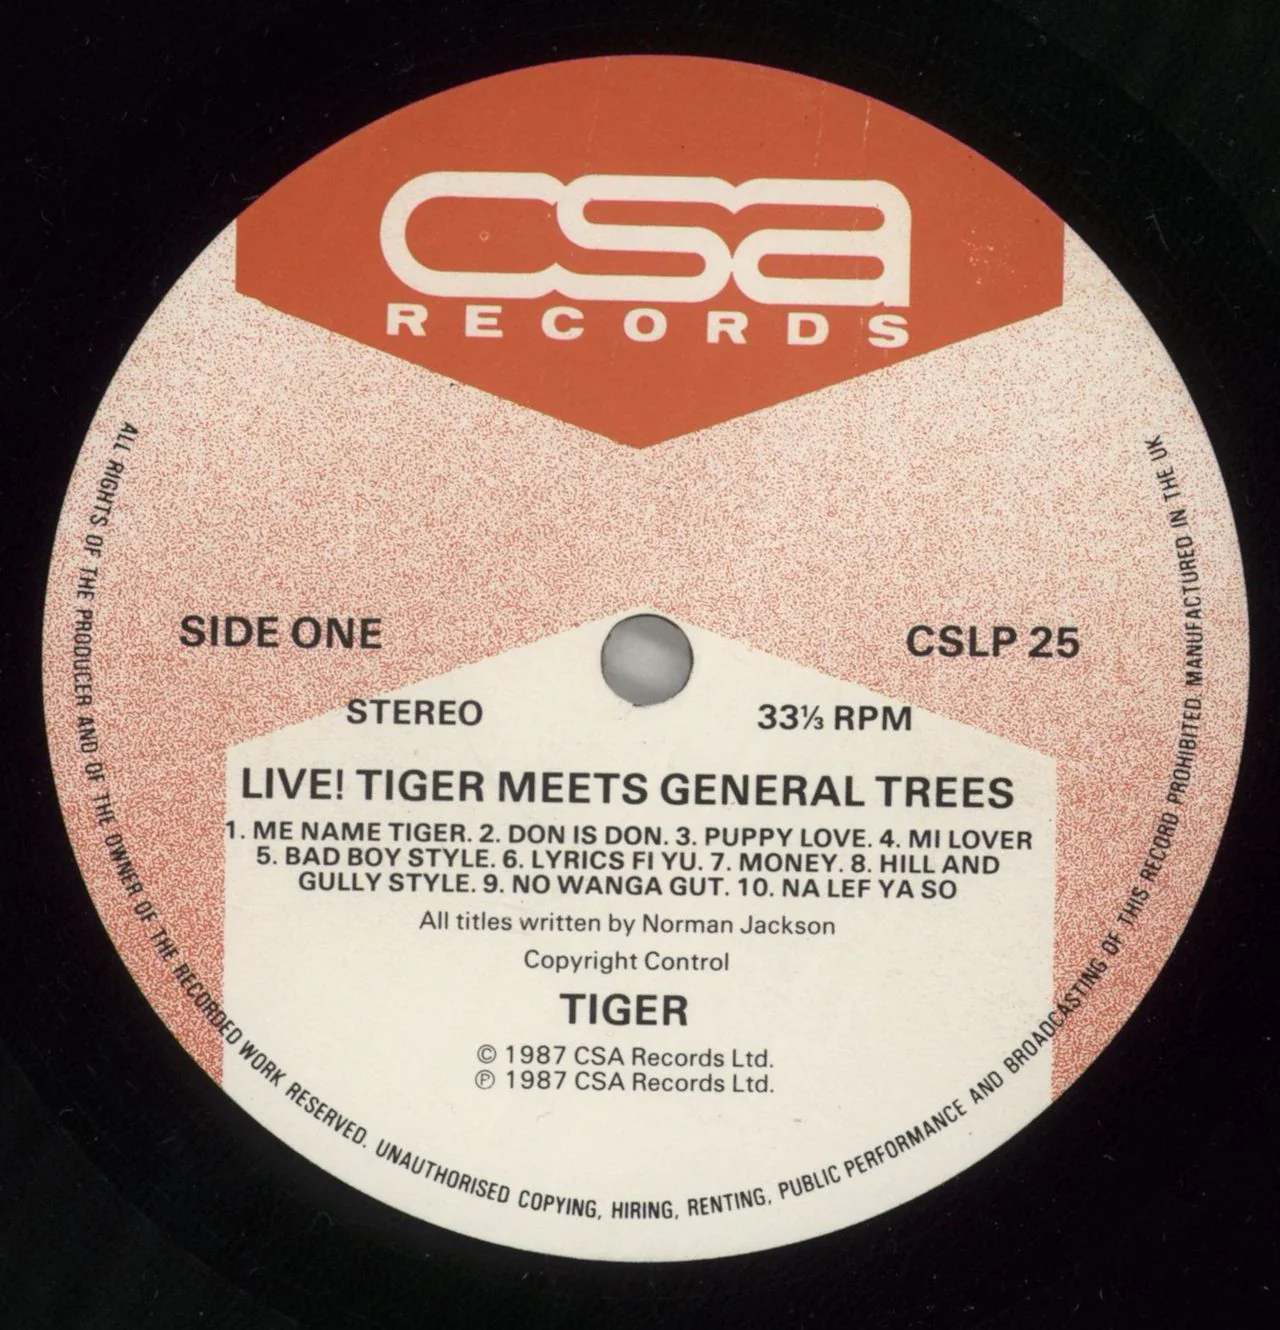 csa
RECORDS
SIDE ONE
CSLP 25
STEREO
33⅓ RPM
LIVE! TIGER MEETS GENERAL TREES
1. ME NAME TIGER. 2. DON IS DON. 3. PUPPY LOVE. 4. MI LOVER
5. BAD BOY STYLE. 6. LYRICS FI YU. 7. MONEY. 8. HILL AND
GULLY STYLE. 9. NO WANGA GUT. 10. NA LEF YA SO
All titles written by Norman Jackson
Copyright Control
TIGER
© 1987 CSA Records Ltd.
℗ 1987 CSA Records Ltd.
ALL RIGHTS OF THE PRODUCER AND OF THE OWNER OF THE RECORDED WORK RESERVED. UNAUTHORISED COPYING, HIRING, RENTING, PUBLIC PERFORMANCE AND BROADCASTING OF THIS RECORD PROHIBITED. MANUFACTURED IN THE UK